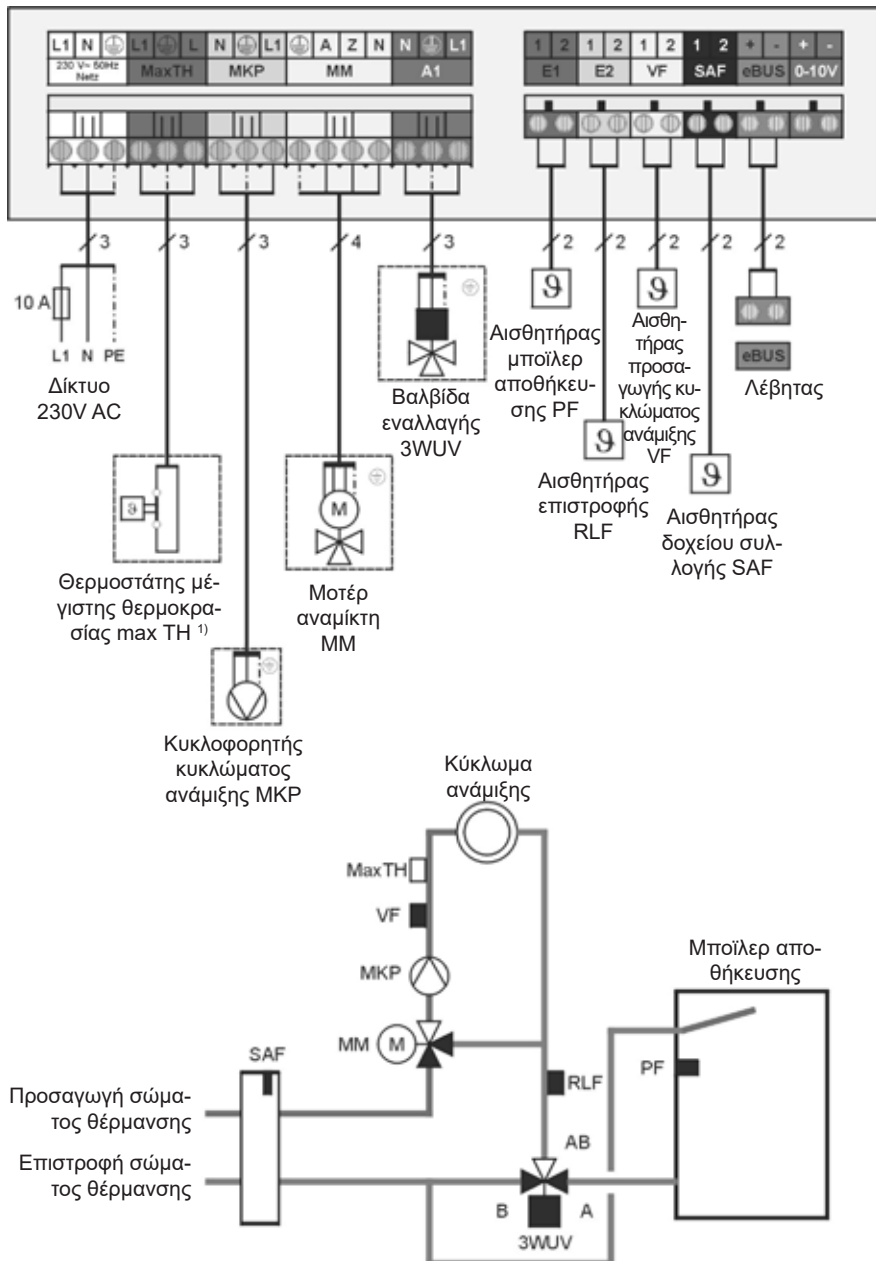 L1 N L1 L N L1 A Z N N L1
230 V~ 50Hz
Netz
MaxTH MKP MM A1
1 2 1 2 1 2 1 2 + - + -
E1 E2 VF SAF eBUS 0-10V
3 3 3 4 3 2 2 2 2 2
10 A
L1 N PE
Δίκτυο
230V AC
ϑ
Θερμοστάτης μέ-
γιστης θερμοκρα-
σίας max TH 1)
Κυκλοφορητής
κυκλώματος
ανάμιξης MKP
M
Μοτέρ
αναμίκτη
MM
Βαλβίδα
εναλλαγής
3WUV
ϑ
Αισθητήρας
μποϊλερ
αποθήκευ-
σης PF
ϑ
Αισθητήρας
επιστροφής
RLF
ϑ
Αισθη-
τήρας
προσα-
γωγής κυ-
κλώματος
ανάμιξης
VF
ϑ
Αισθητήρας
δοχείου συλ-
λογής SAF
eBUS
Λέβητας
Κύκλωμα
ανάμιξης
MaxTH
VF
MKP
MM M
SAF
RLF
AB
B A
3WUV
Μποϊλερ απο-
θήκευσης
PF
Προσαγωγή σώμα-
τος θέρμανσης
Επιστροφή σώμα-
τος θέρμανσης